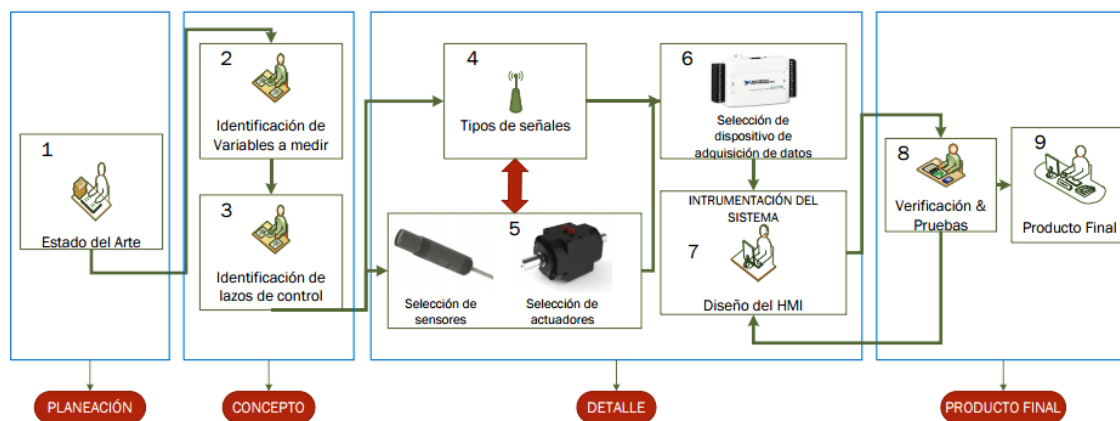 1
Estado del Arte
2
Identificación de
Variables a medir
3
Identificación de
lazos de control
4
Tipos de señales
5
Selección de
sensores
Selección de
actuadores
6
Selección de
dispositivo de
adquisición de datos
INTRUMENTACIÓN DEL
SISTEMA
7
Diseño del HMI
8
Verificación &
Pruebas
9
Producto Final
PLANEACIÓN
CONCEPTO
DETALLE
PRODUCTO FINAL